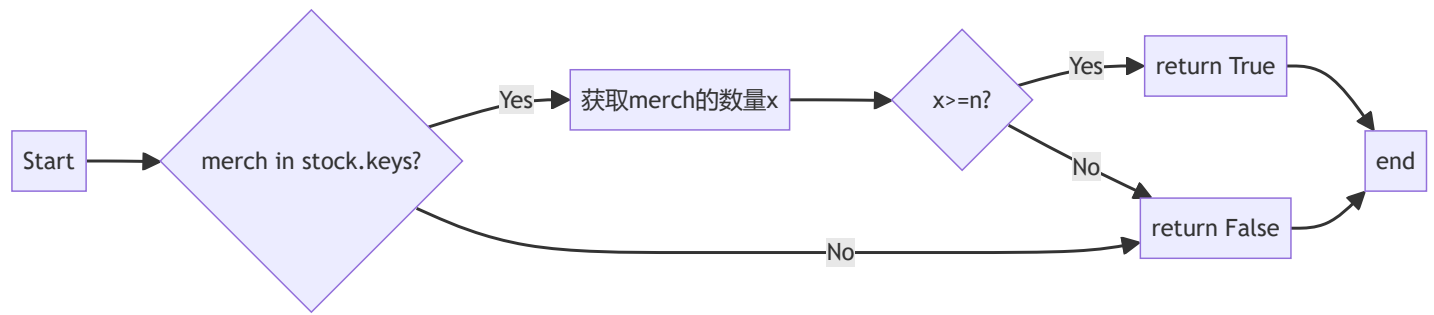 Start
merch in stock.keys?
Yes
获取merch的数量x
x>=n?
Yes
return True
No
return False
No
end